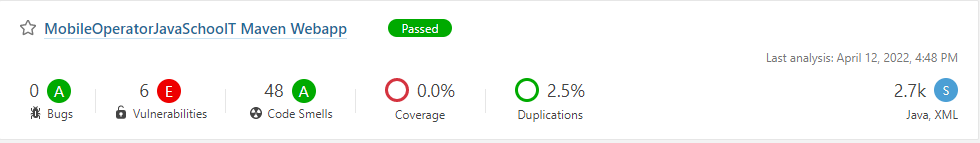 MobileOperatorJavaSchoolT Maven Webapp Passed
Last analysis: April 12, 2022, 4:48 PM
0 A 6 E 48 A 0.0% 2.5% 2.7k S
Bugs Vulnerabilities Code Smells Coverage Duplications Java, XML